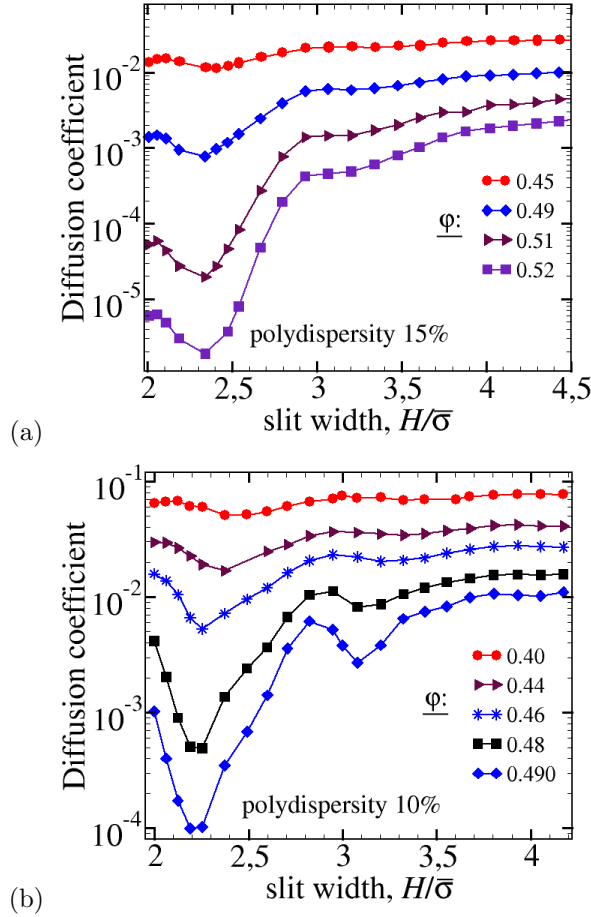 (a)
Diffusion coefficient
10-2
10-3
10-4
10-5
0.45
0.49
φ:
0.51
0.52
polydispersity 15%
2 2,5 3 3,5 4 4,5
slit width, H/σ̅
(b)
Diffusion coefficient
10-1
10-2
10-3
10-4
0.40
0.44
φ:
0.46
0.48
0.490
polydispersity 10%
2 2,5 3 3,5 4
slit width, H/σ̅